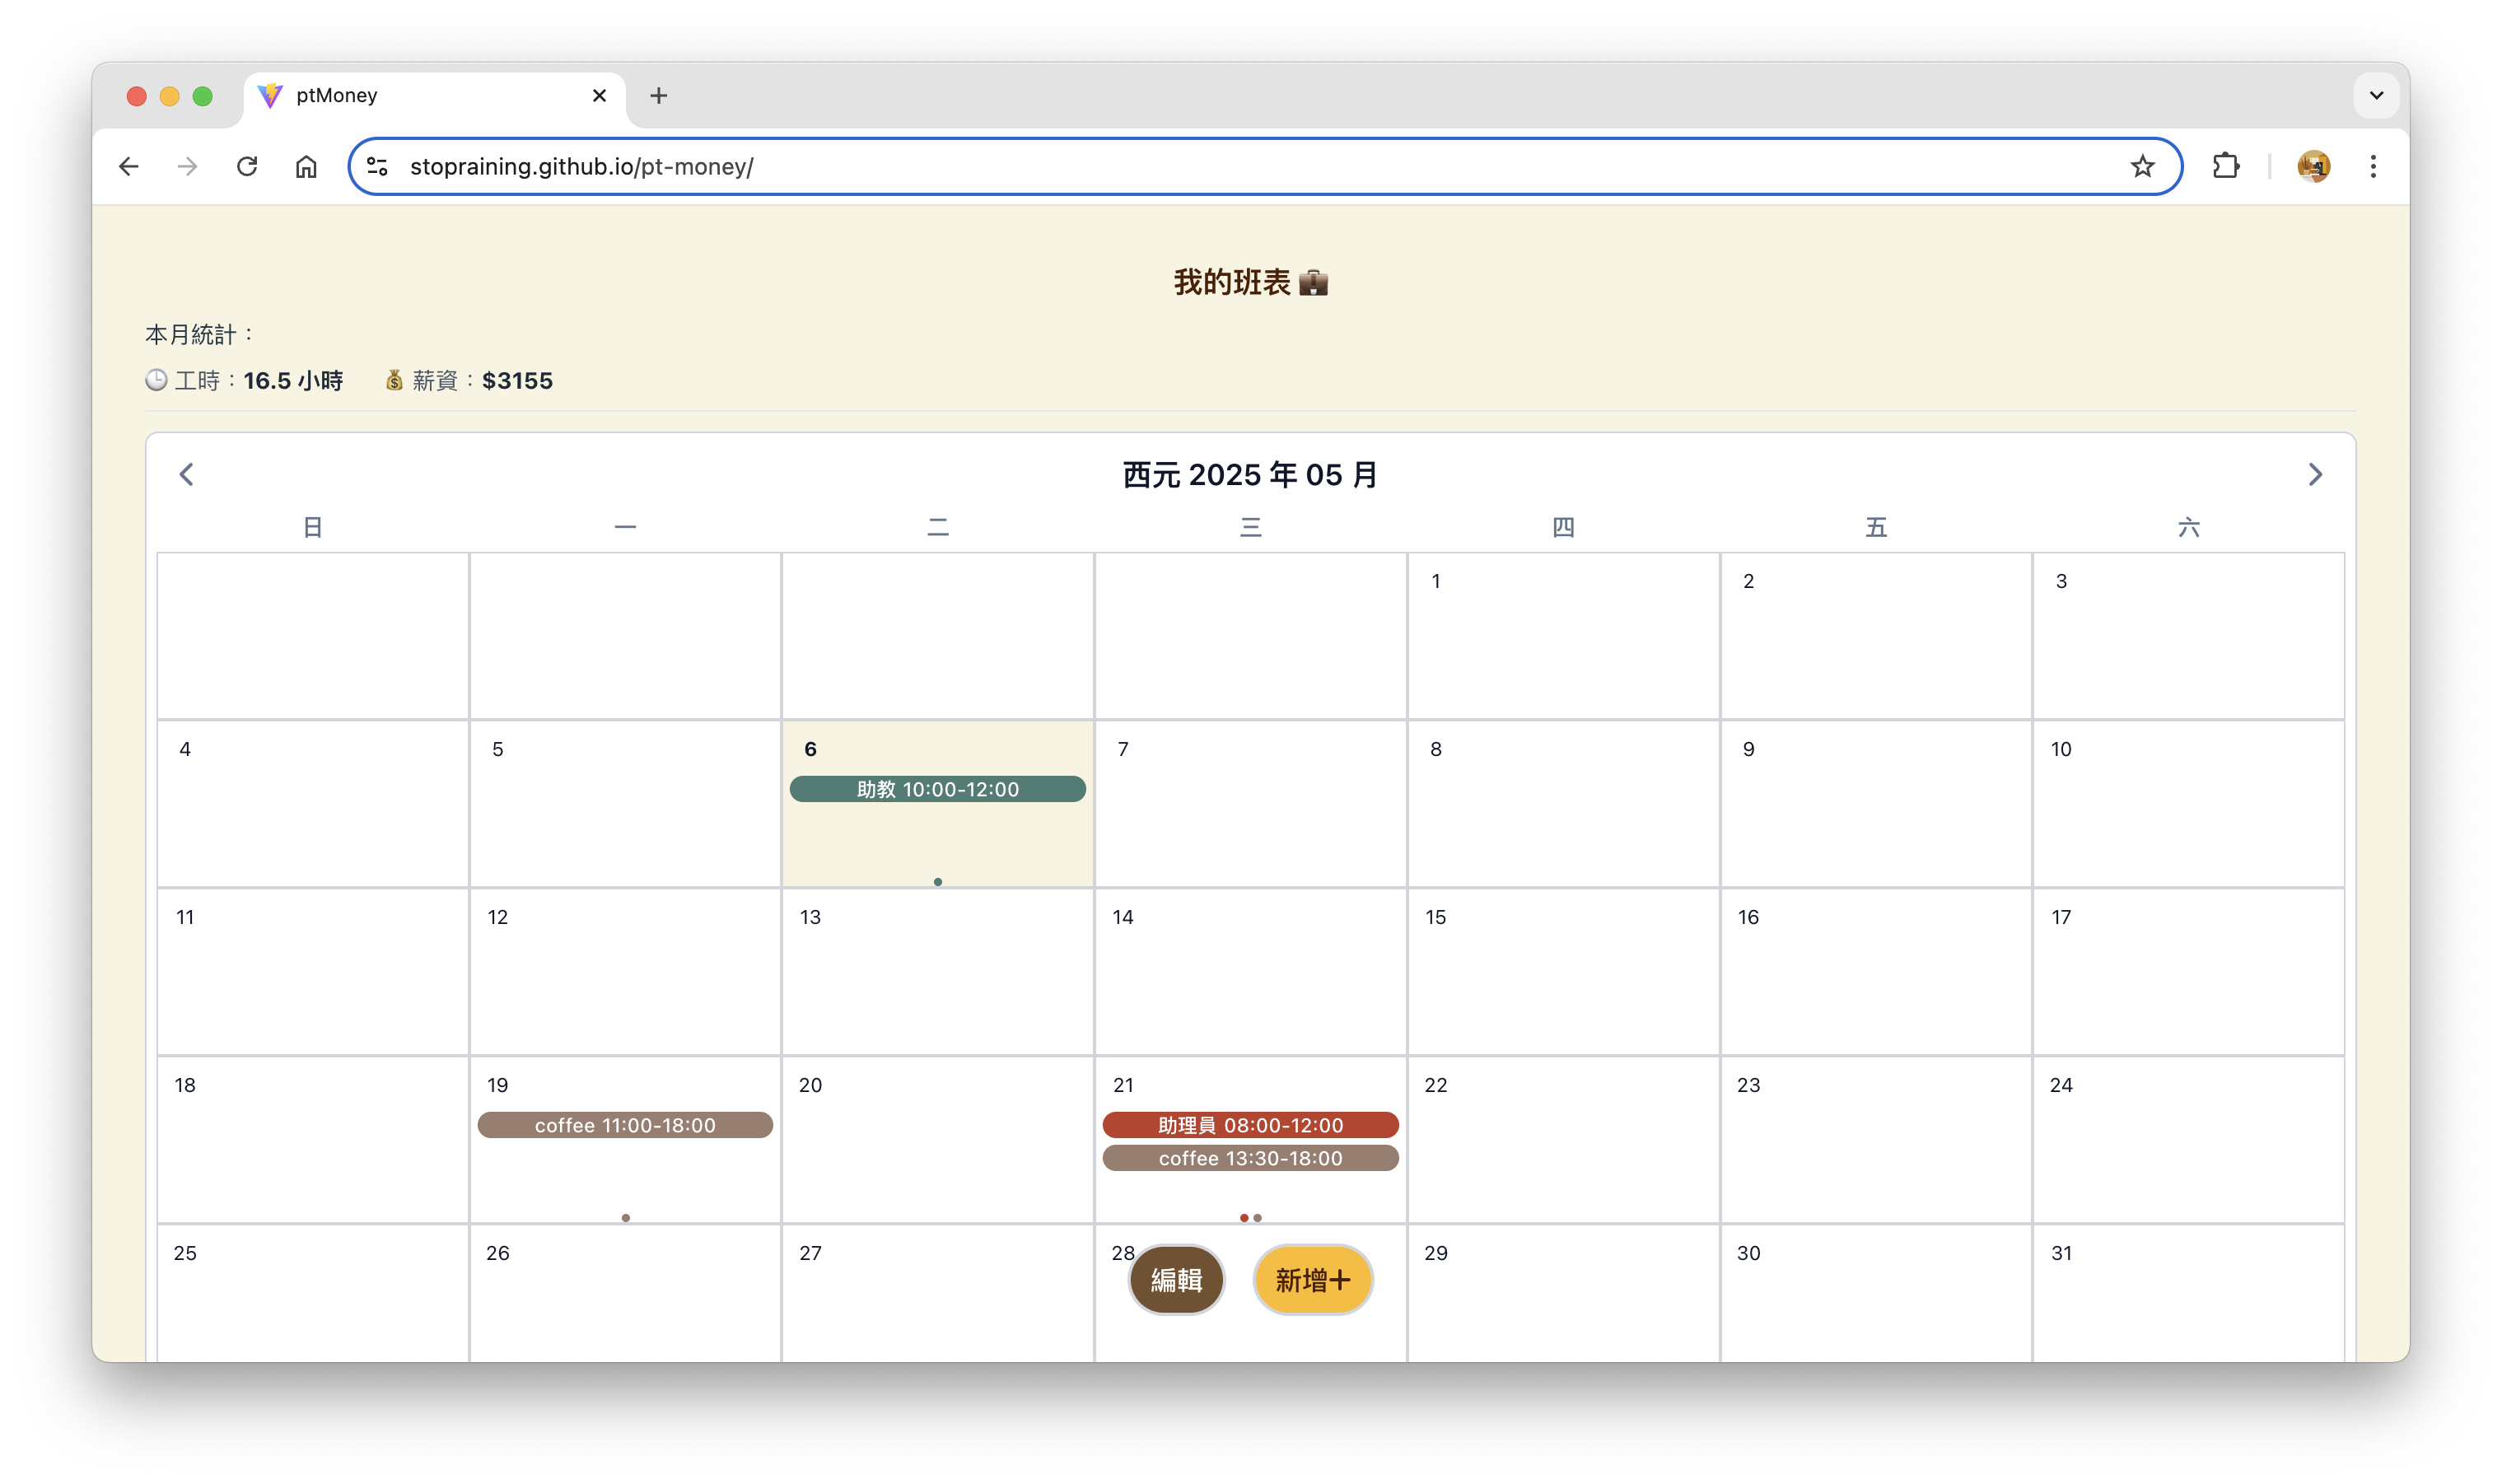 ptMoney
stopraining.github.io/pt-money/
我的班表
本月統計：
工時：16.5 小時 薪資：$3155
西元 2025 年 05 月
日 一 二 三 四 五 六
1 2 3
4 5 6 7 8 9 10
助教 10:00-12:00
11 12 13 14 15 16 17
18 19 20 21 22 23 24
coffee 11:00-18:00 助理員 08:00-12:00
coffee 13:30-18:00
25 26 27 28 29 30 31
編輯 新增+